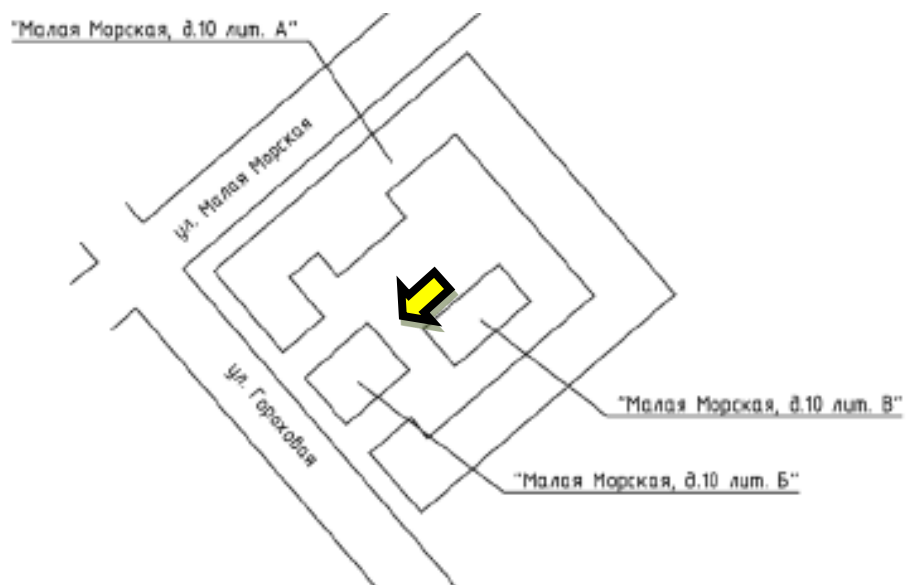 "Малая Морская, д.10 лит. А"
ул. Малая Морская
ул. Гороховая
"Малая Морская, д.10 лит. В"
"Малая Морская, д.10 лит. Б"